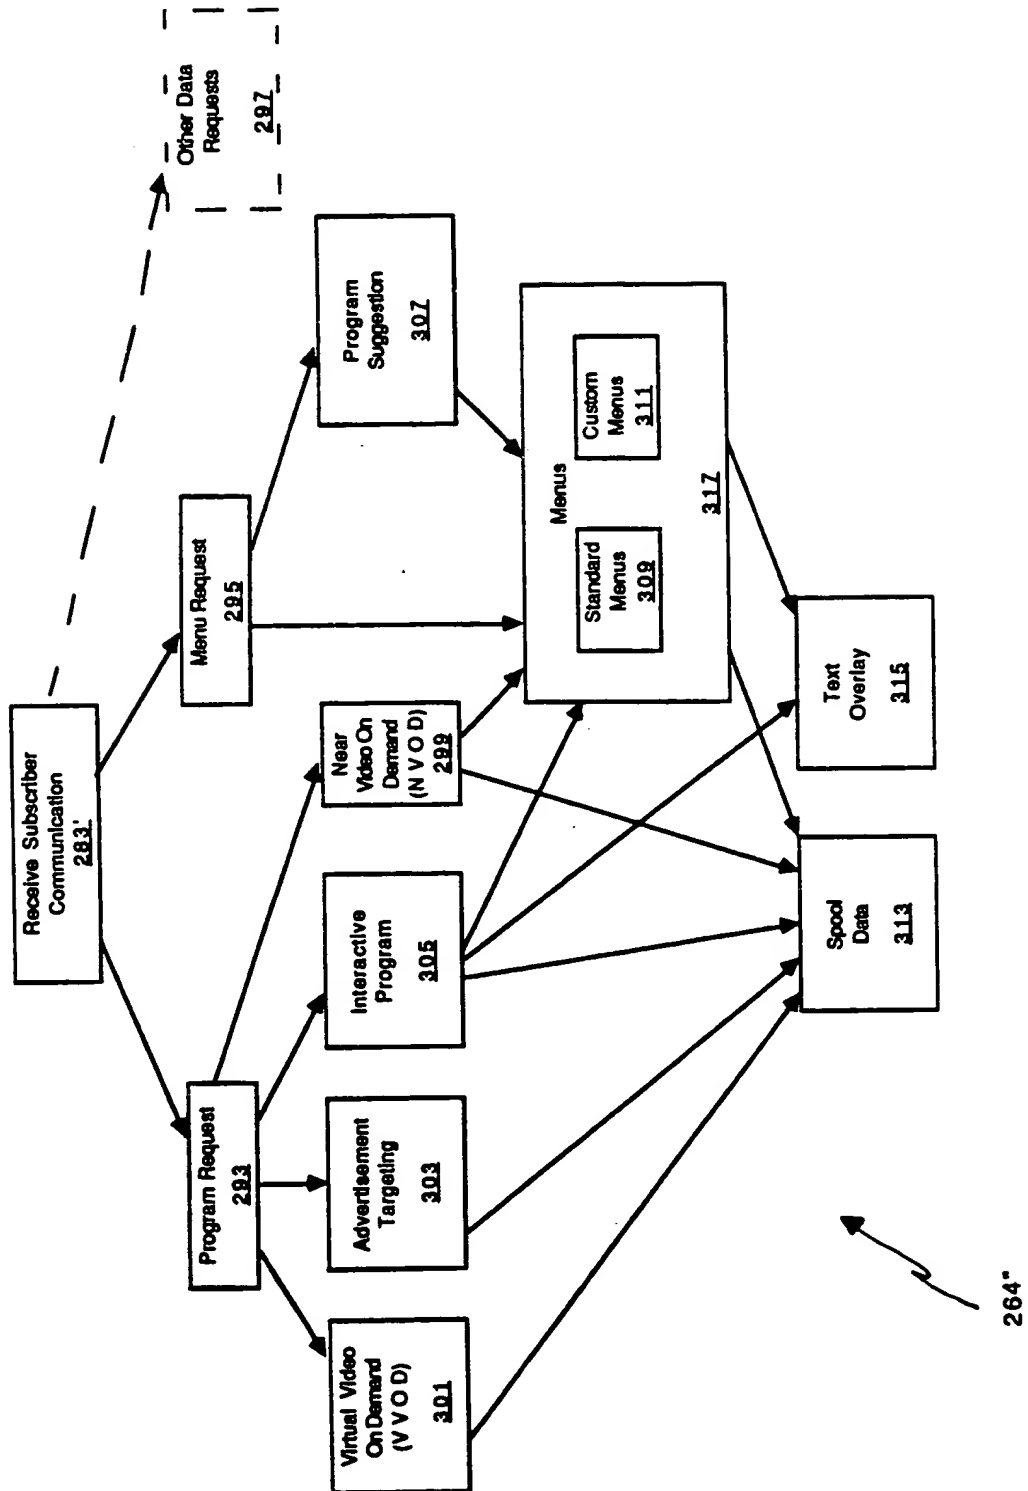 Receive Subscriber
Communication
283'
Other Data
Requests
297
Program Request
293
Menu Request
295
Virtual Video
On Demand
(V V O D)
301
Advertisement
Targeting
303
Interactive
Program
305
Near
Video On
Demand
(N V O D)
299
Program
Suggestion
307
Menus
Standard
Menus
309
Custom
Menus
311
317
Spool
Data
313
Text
Overlay
315
264"